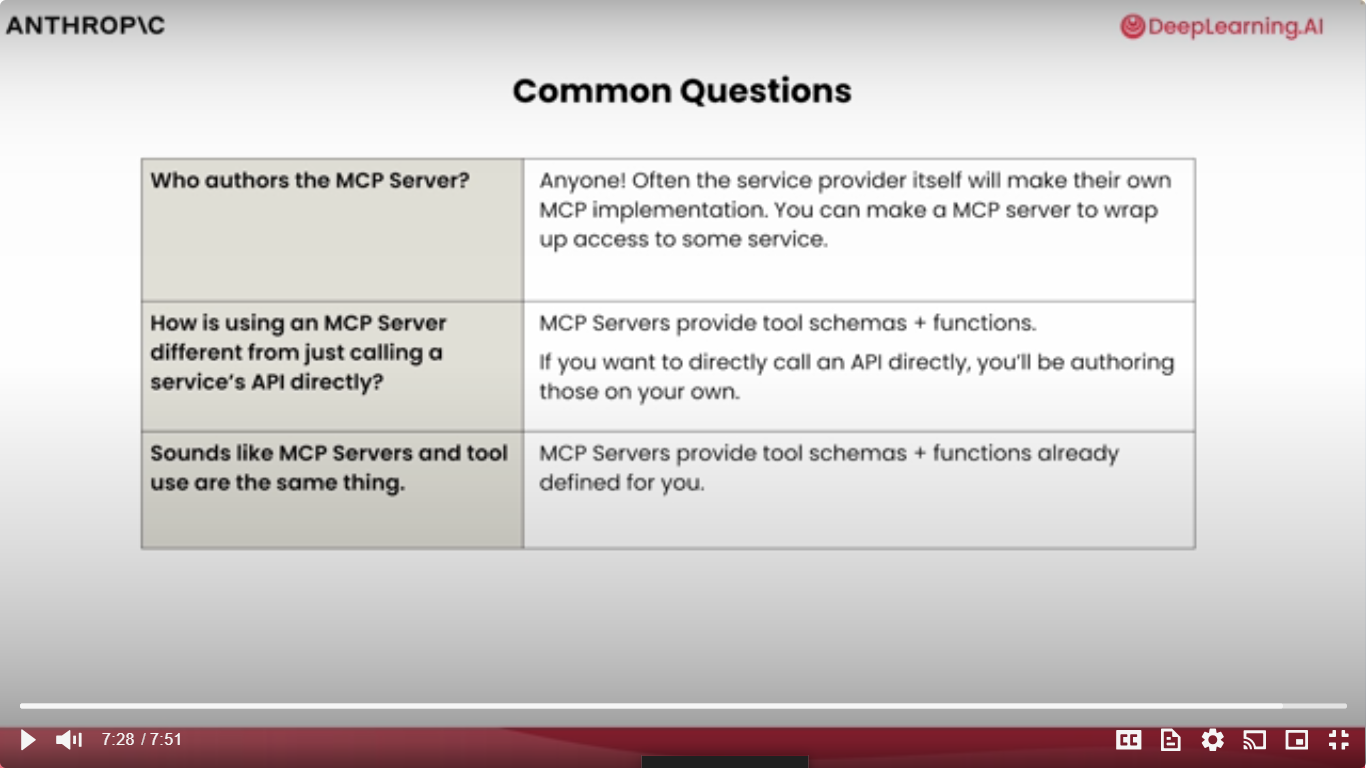 ANTHROP\C
DeepLearning.AI
Common Questions
Who authors the MCP Server?
Anyone! Often the service provider itself will make their own
MCP implementation. You can make a MCP server to wrap
up access to some service.
How is using an MCP Server
different from just calling a
service's API directly?
MCP Servers provide tool schemas + functions.
If you want to directly call an API directly, you'll be authoring
those on your own.
Sounds like MCP Servers and tool
use are the same thing.
MCP Servers provide tool schemas + functions already
defined for you.
7:28 / 7:51
CC